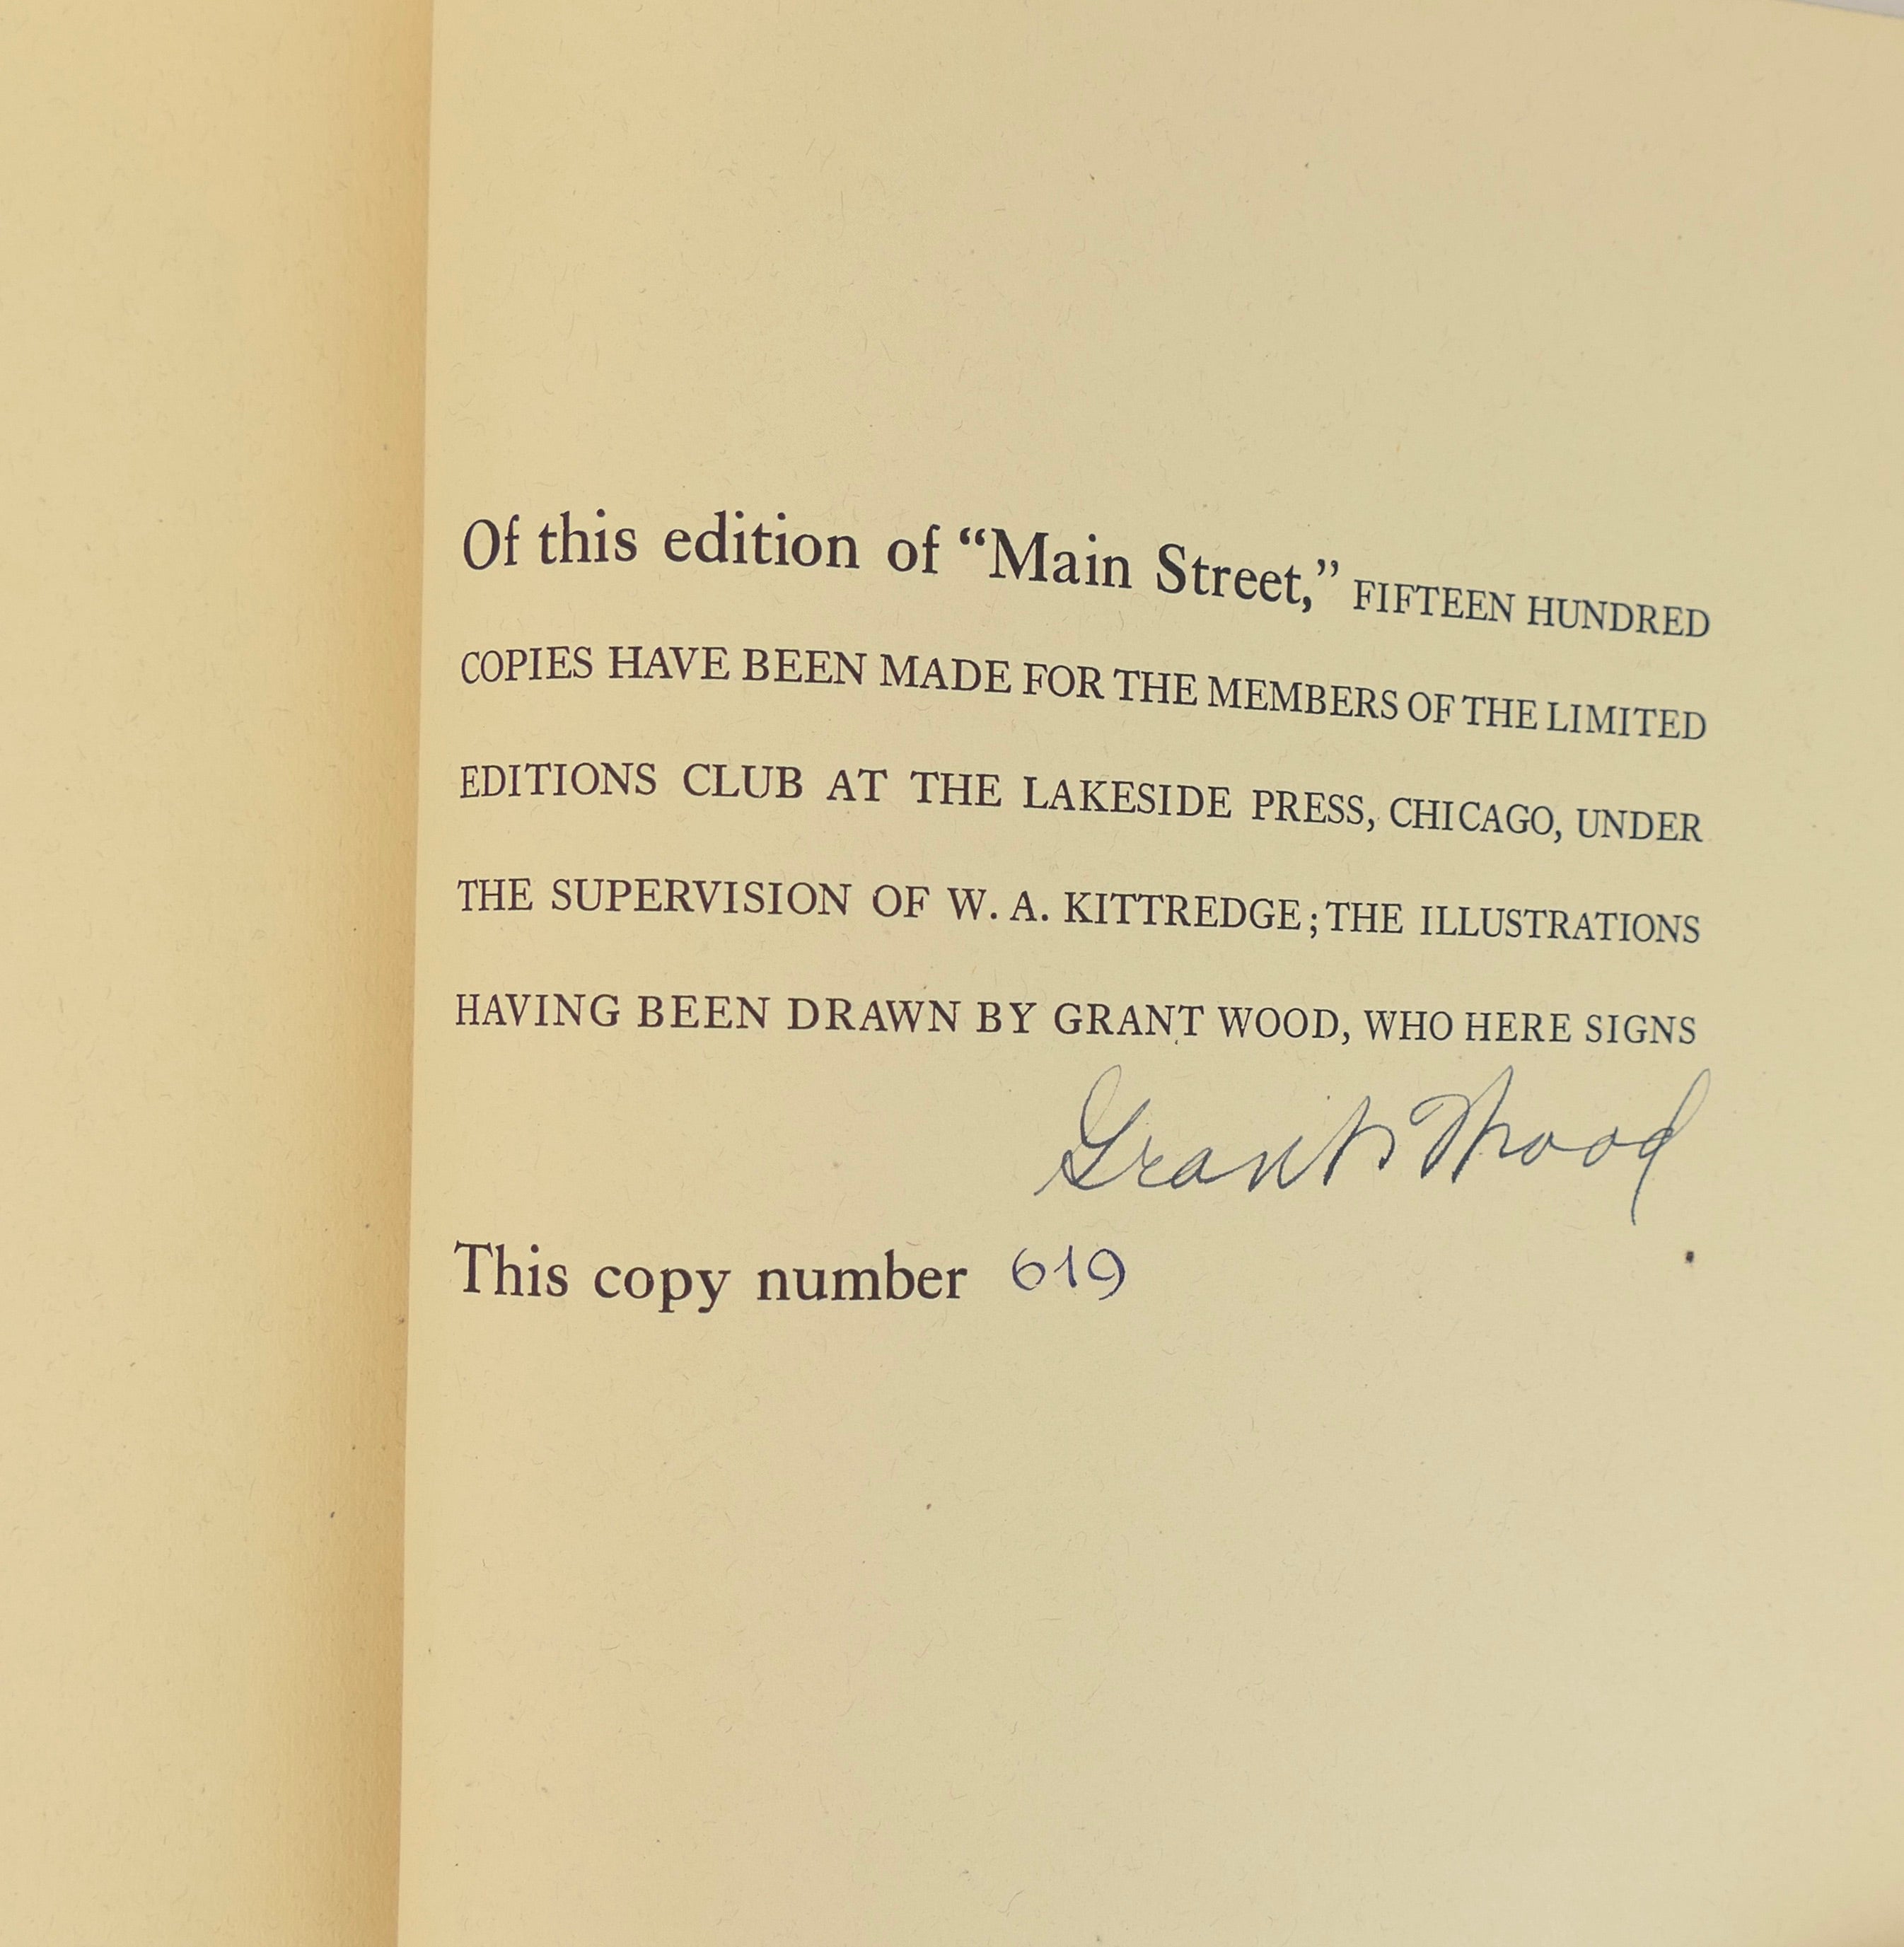 Of this edition of “Main Street,” FIFTEEN HUNDRED
COPIES HAVE BEEN MADE FOR THE MEMBERS OF THE LIMITED
EDITIONS CLUB AT THE LAKESIDE PRESS, CHICAGO, UNDER
THE SUPERVISION OF W. A. KITTREDGE; THE ILLUSTRATIONS
HAVING BEEN DRAWN BY GRANT WOOD, WHO HERE SIGNS
Grant Wood
This copy number 619